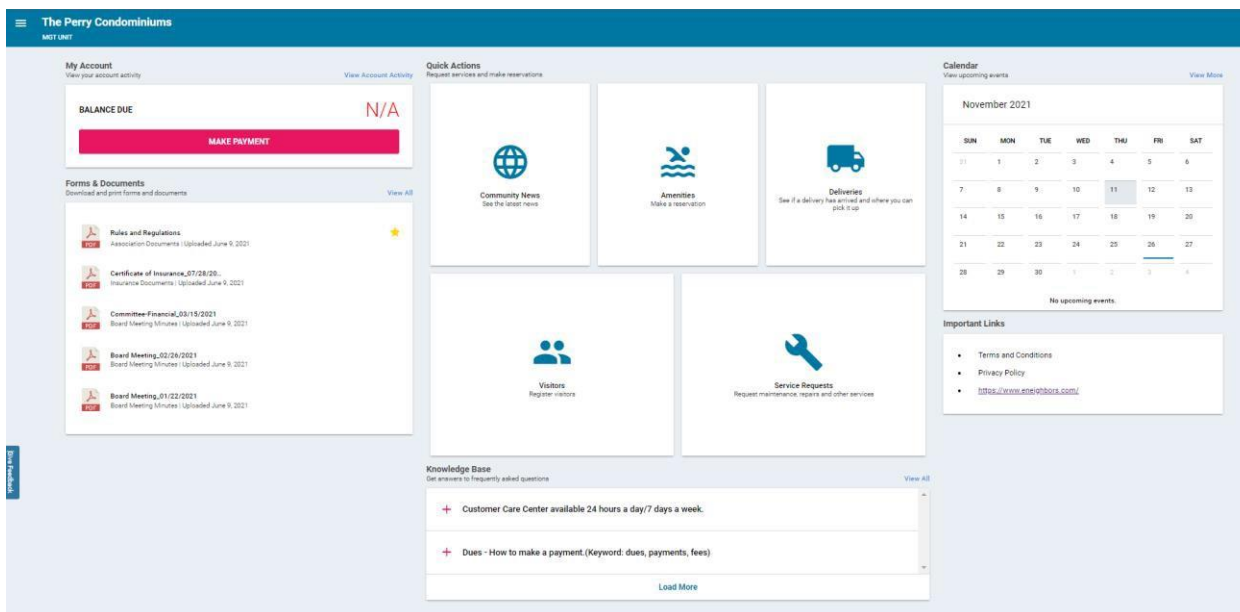 The Perry Condominiums
MGT UNIT
My Account
View your account activity
View Account Activity
BALANCE DUE
N/A
MAKE PAYMENT
Forms & Documents
Download and print forms and documents
View All
PDF
Rules and Regulations
Association Documents | Uploaded June 9, 2021
PDF
Certificate of Insurance_07/28/20..
Insurance Documents | Uploaded June 9, 2021
PDF
Committee-Financial_03/15/2021
Board Meeting Minutes | Uploaded June 9, 2021
PDF
Board Meeting_02/26/2021
Board Meeting Minutes | Uploaded June 9, 2021
PDF
Board Meeting_01/22/2021
Board Meeting Minutes | Uploaded June 9, 2021
Give Feedback
Quick Actions
Request services and make reservations
Community News
See the latest news
Amenities
Make a reservation
Deliveries
See if a delivery has arrived and where you can
pick it up
Visitors
Register visitors
Service Requests
Request maintenance, repairs and other services
Knowledge Base
Get answers to frequently asked questions
View All
Customer Care Center available 24 hours a day/7 days a week.
Dues - How to make a payment.(Keyword: dues, payments, fees)
Load More
Calendar
View upcoming events
View More
November 2021
SUN MON TUE WED THU FRI SAT
31 1 2 3 4 5 6
7 8 9 10 11 12 13
14 15 16 17 18 19 20
21 22 23 24 25 26 27
28 29 30 1 2 3 4
No upcoming events.
Important Links
Terms and Conditions
Privacy Policy
https://www.eneighbors.com/